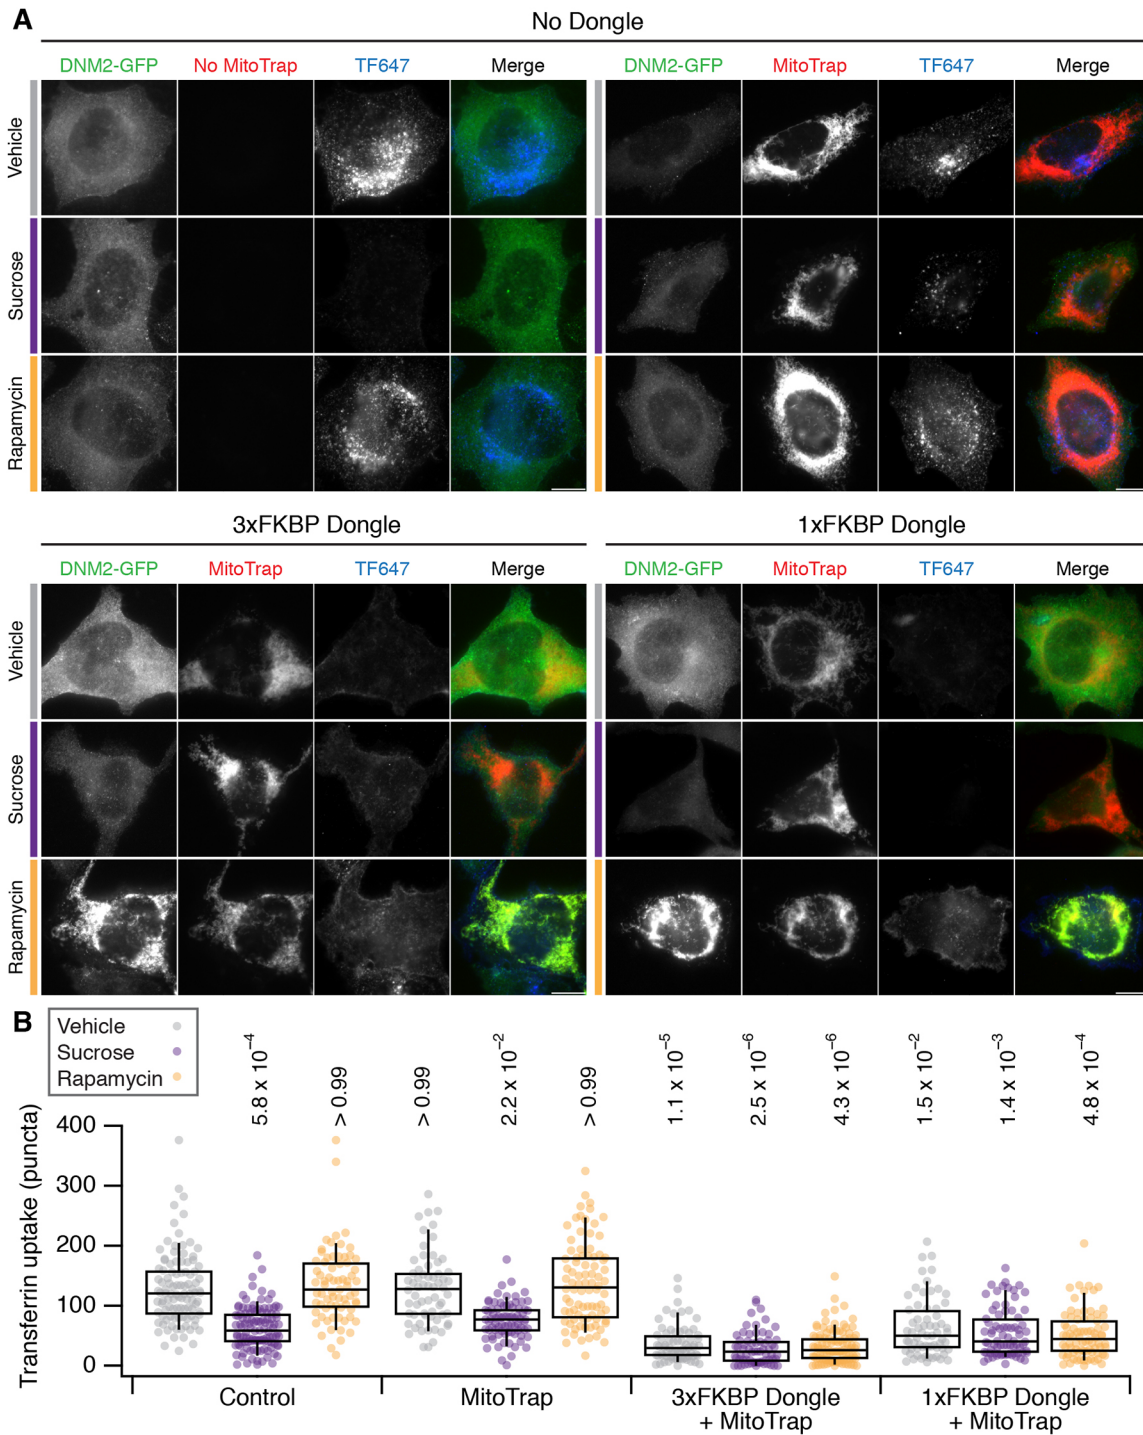 A
No Dongle
DNM2-GFP No MitoTrap TF647 Merge DNM2-GFP MitoTrap TF647 Merge
Vehicle
Sucrose
Rapamycin
3xFKBP Dongle 1xFKBP Dongle
DNM2-GFP MitoTrap TF647 Merge DNM2-GFP MitoTrap TF647 Merge
Vehicle
Sucrose
Rapamycin
B
Vehicle
Sucrose
Rapamycin
5.8 x 10⁻⁴
> 0.99
> 0.99
2.2 x 10⁻²
> 0.99
1.1 x 10⁻⁵
2.5 x 10⁻⁶
4.3 x 10⁻⁶
1.5 x 10⁻²
1.4 x 10⁻³
4.8 x 10⁻⁴
Transferrin uptake (puncta)
400
300
200
100
0
Control MitoTrap 3xFKBP Dongle 1xFKBP Dongle
+ MitoTrap + MitoTrap